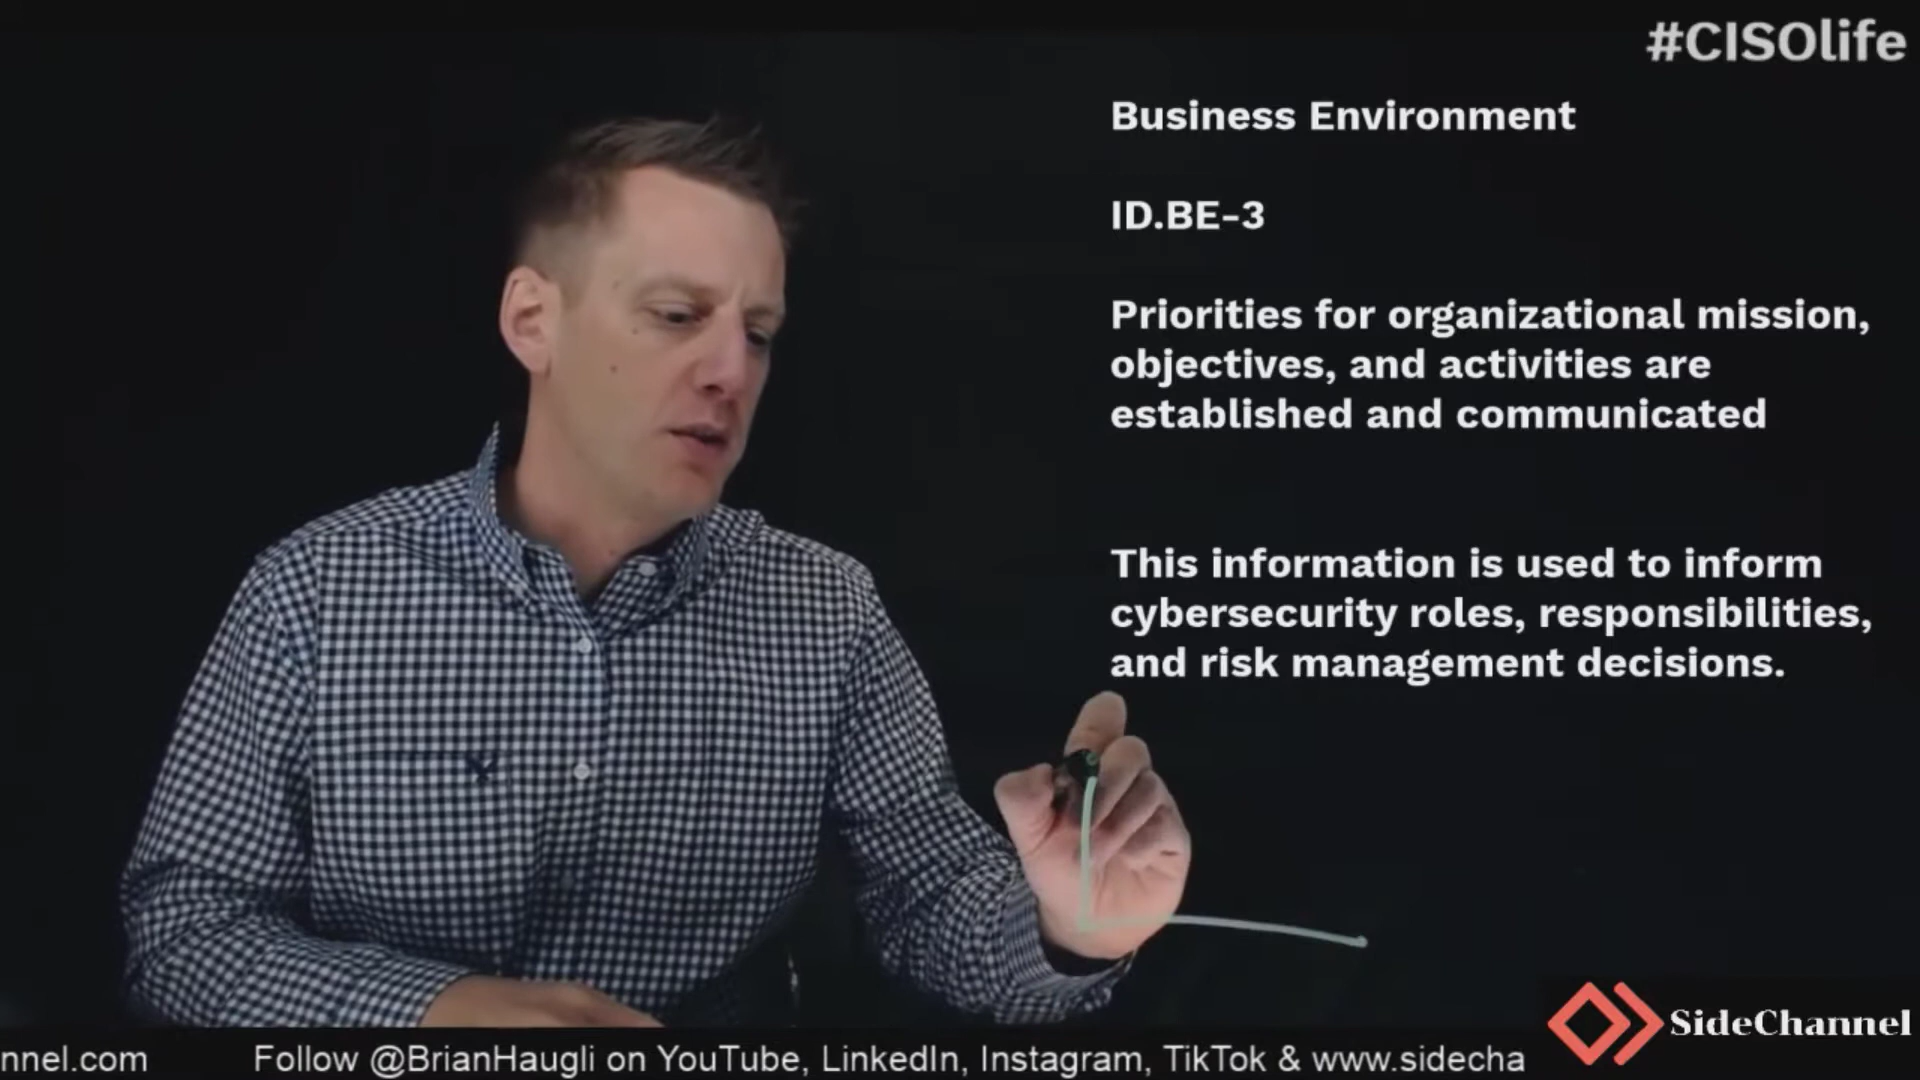 #CISOlife
Business Environment
ID.BE-3
Priorities for organizational mission,
objectives, and activities are
established and communicated
This information is used to inform
cybersecurity roles, responsibilities,
and risk management decisions.
SideChannel
nnel.com Follow @BrianHaugli on YouTube, LinkedIn, Instagram, TikTok & www.sidecha